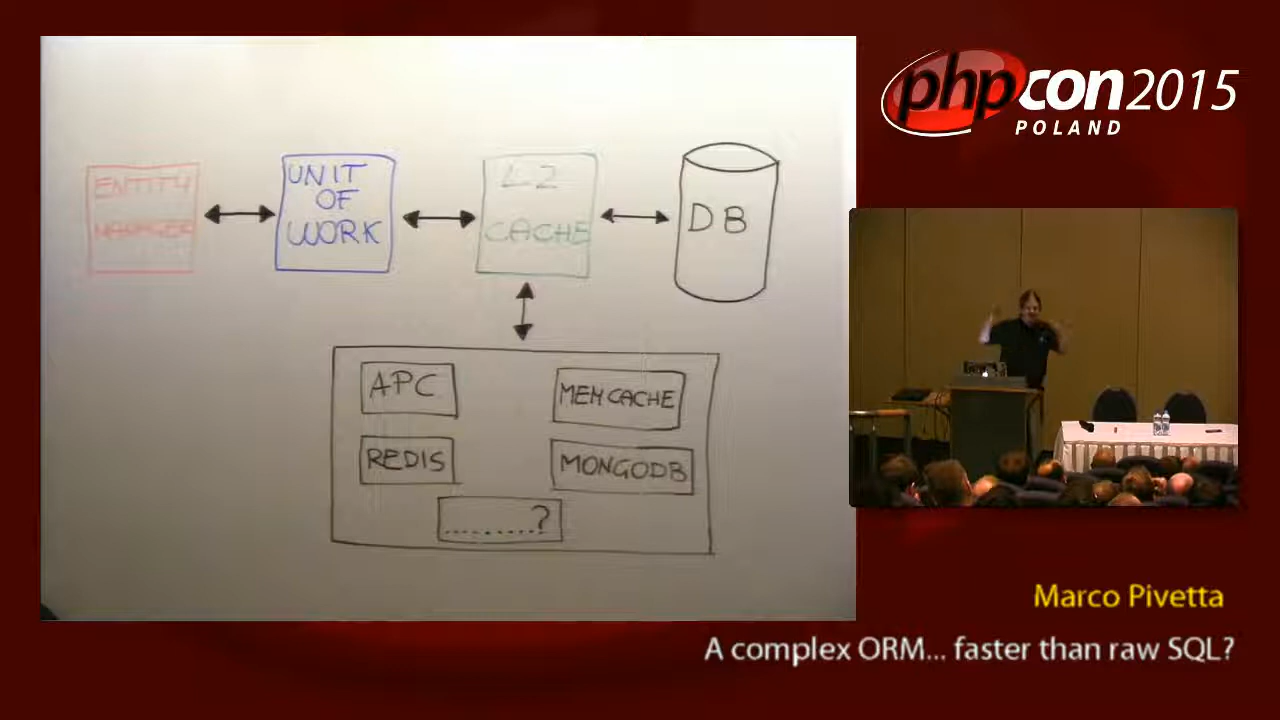 phpcon2015
POLAND
ENTITY
MANAGER
UNIT
OF
WORK
L2
CACHE
DB
APC
MEMCACHE
REDIS
MONGODB
........?
Marco Pivetta
A complex ORM... faster than raw SQL?